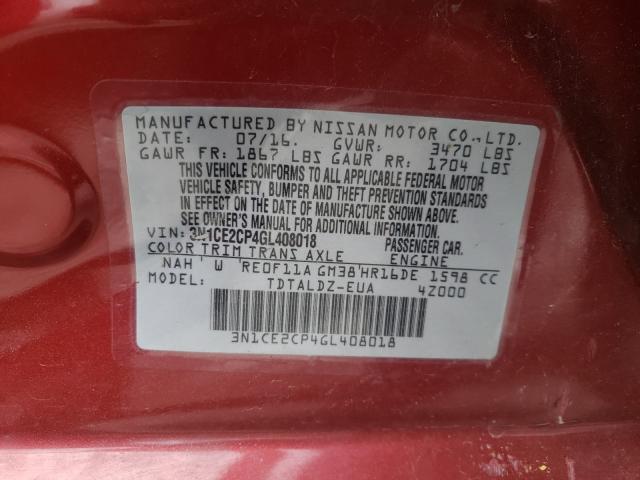 MANUFACTURED BY NISSAN MOTOR CO.,LTD.
DATE: 07/16. GVWR: 3470 LBS
GAWR FR: 1867 LBS GAWR RR: 1704 LBS
THIS VEHICLE CONFORMS TO ALL APPLICABLE FEDERAL MOTOR
VEHICLE SAFETY, BUMPER AND THEFT PREVENTION STANDARDS
IN EFFECT ON THE DATE OF MANUFACTURE SHOWN ABOVE.
SEE OWNER'S MANUAL FOR ADDITIONAL INFORMATION.
VIN: 3N1CE2CP4GL408018 PASSENGER CAR.
COLOR TRIM TRANS AXLE ENGINE
NAH W RE0F11A GM38 HR16DE 1598 CC
MODEL: TDTALDZ-EUA 4Z000
3N1CE2CP4GL408018